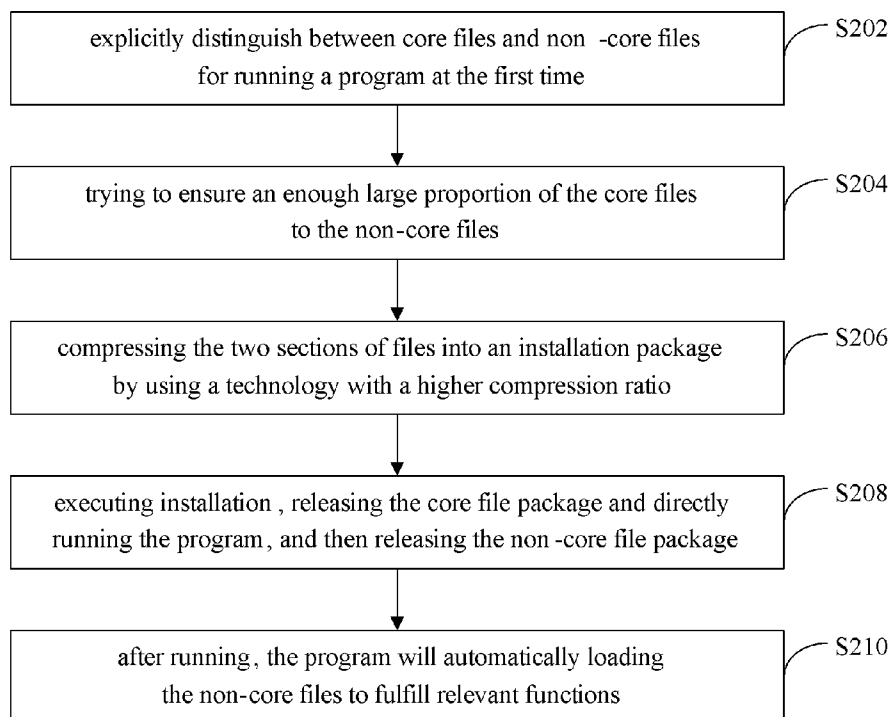 explicitly distinguish between core files and non -core files
for running a program at the first time
S202
trying to ensure an enough large proportion of the core files
to the non-core files
S204
compressing the two sections of files into an installation package
by using a technology with a higher compression ratio
S206
executing installation , releasing the core file package and directly
running the program, and then releasing the non -core file package
S208
after running, the program will automatically loading
the non-core files to fulfill relevant functions
S210